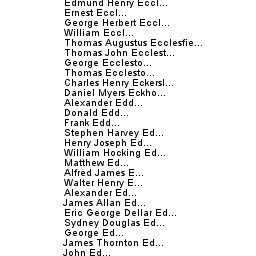 Edmund Henry Eccl...
Ernest Eccl...
George Herbert Eccl...
William Eccl...
Thomas Augustus Ecclesfie...
Thomas John Ecclest...
George Ecclesto...
Thomas Ecclesto...
Charles Henry Eckersl...
Daniel Myers Eckho...
Alexander Edd...
Donald Edd...
Frank Edd...
Stephen Harvey Ed...
Henry Joseph Ed...
William Hocking Ed...
Matthew Ed...
Alfred James E...
Walter Henry E...
Alexander Ed...
James Allan Ed...
Eric George Dellar Ed...
Sydney Douglas Ed...
George Ed...
James Thornton Ed...
John Ed...